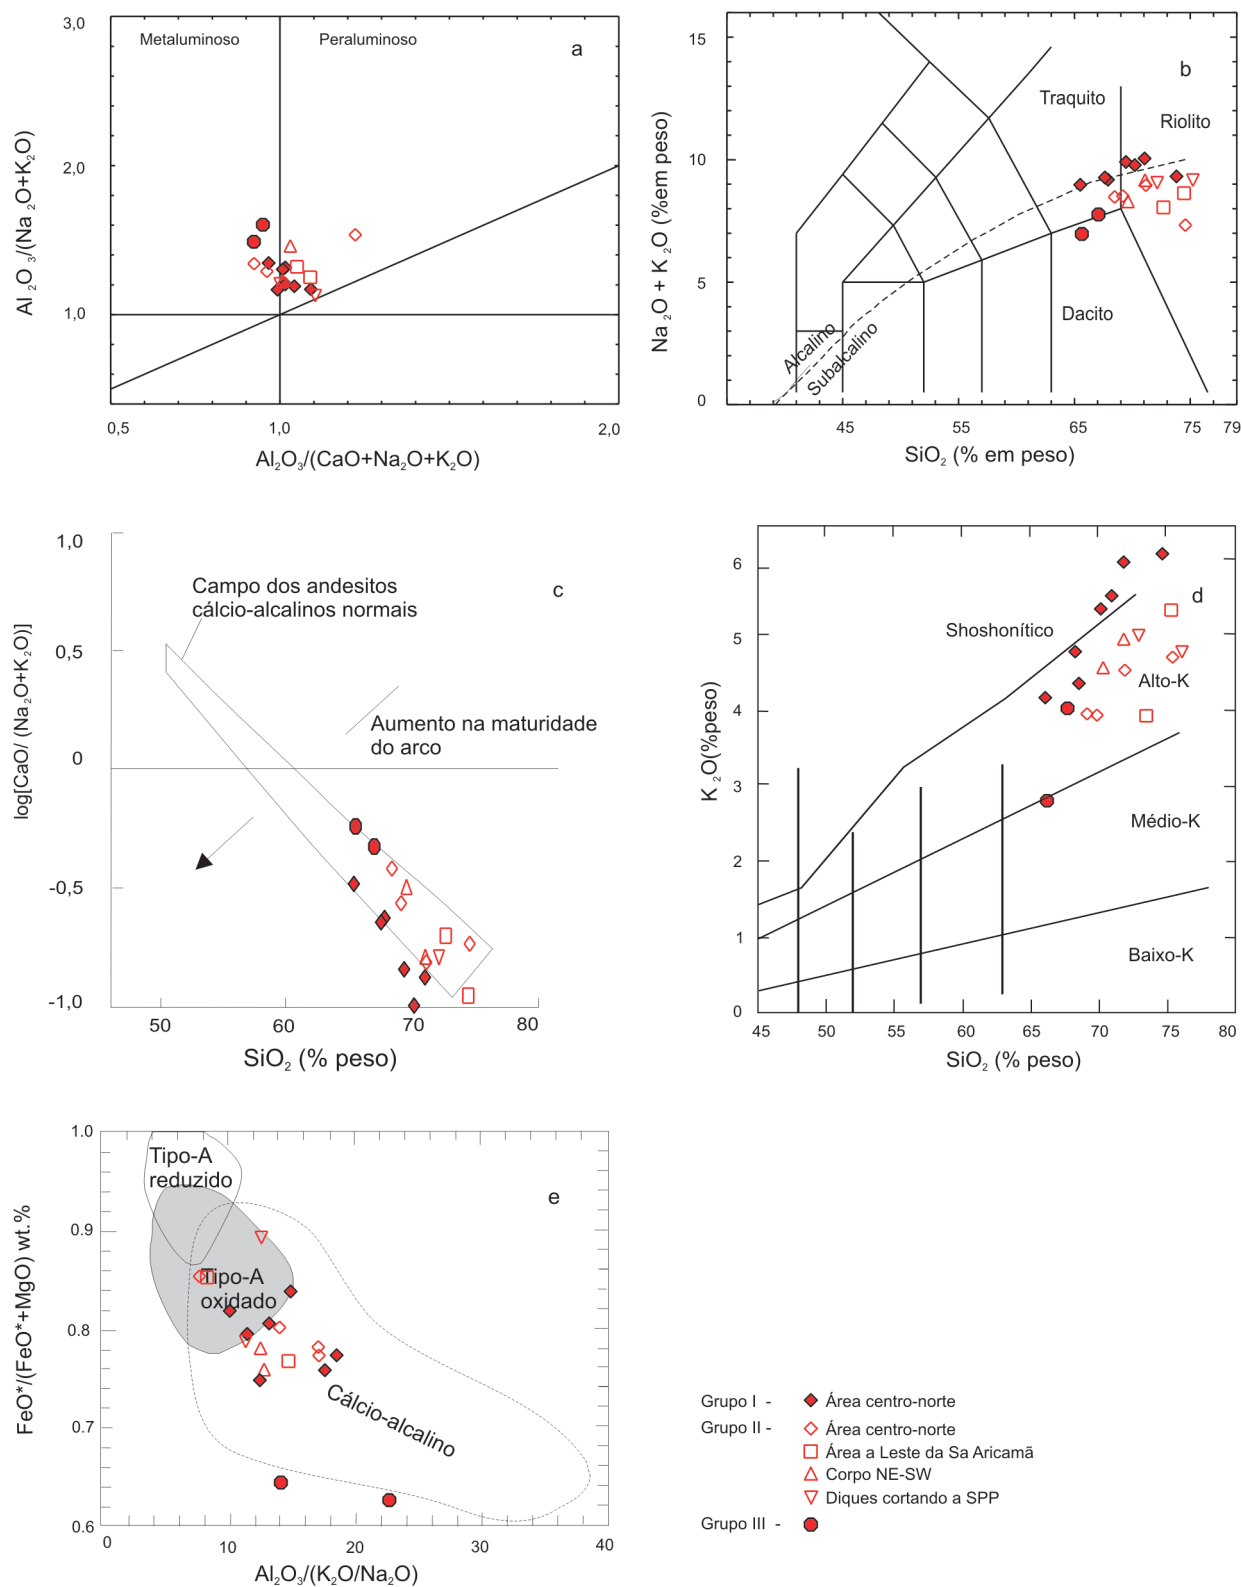 3,0
2,0
1,0
Metaluminoso
Peraluminoso
a
Al2O3/(Na2O+K2O)
0,5
1,0
2,0
Al2O3/(CaO+Na2O+K2O)
15
10
5
0
b
Traquito
Riolito
Dacito
Alcalino
Subalcalino
Na2O + K2O (%em peso)
45
55
65
75
79
SiO2 (% em peso)
1,0
0,5
0
-0,5
-1,0
Campo dos andesitos
cálcio-alcalinos normais
c
Aumento na maturidade
do arco
log[CaO/ (Na2O+K2O)]
50
60
70
80
SiO2 (% peso)
6
5
4
3
2
1
0
d
Shoshonítico
Alto-K
Médio-K
Baixo-K
K2O(%peso)
45
50
55
60
65
70
75
80
SiO2 (% peso)
1.0
0.9
0.8
0.7
0.6
Tipo-A
reduzido
e
Tipo-A
oxidado
Cálcio-alcalino
FeO*/(FeO*+MgO) wt.%
0
10
20
30
40
Al2O3/(K2O/Na2O)
Grupo I - Área centro-norte
Grupo II - Área centro-norte
Área a Leste da Sa Aricamã
Corpo NE-SW
Diques cortando a SPP
Grupo III -